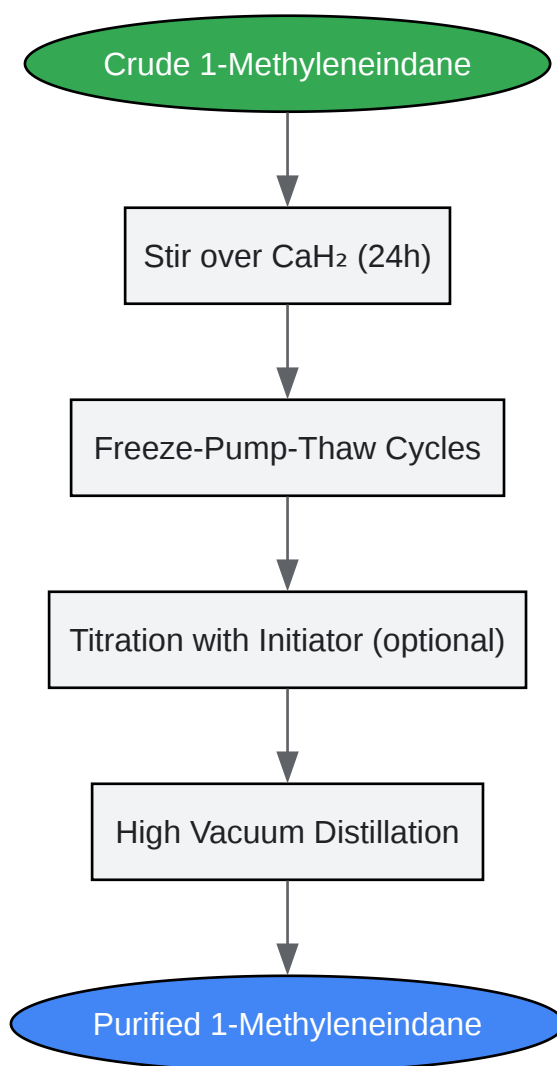 Crude 1-Methyleneindane
Stir over CaH₂ (24h)
Freeze-Pump-Thaw Cycles
Titration with Initiator (optional)
High Vacuum Distillation
Purified 1-Methyleneindane